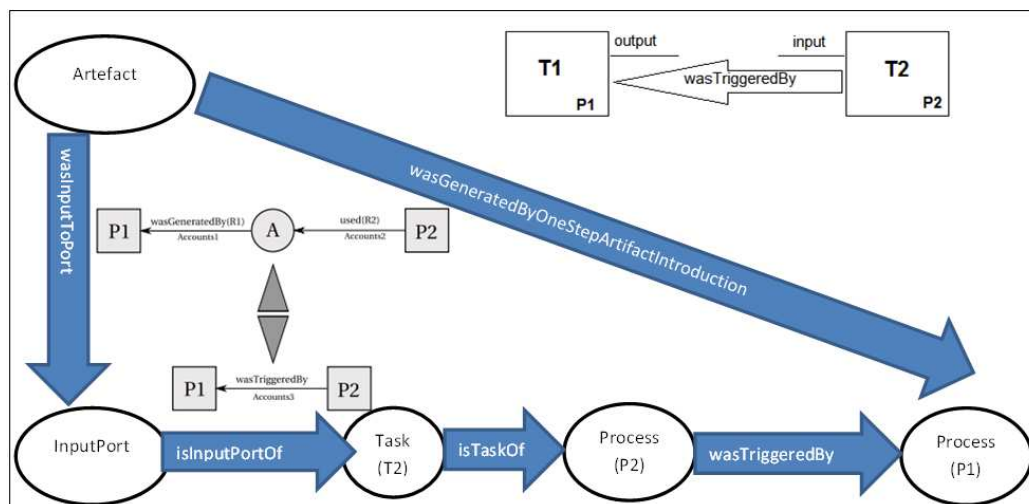 Artefact
output
input
T1
T2
wasTriggeredBy
P1
P2
wasInputToPort
wasGeneratedByOneStepArtifactIntroduction
P1
wasGeneratedBy(R1)
Accounts1
A
used(R2)
Accounts2
P2
P1
wasTriggeredBy
Accounts3
P2
InputPort
isInputPortOf
Task
(T2)
isTaskOf
Process
(P2)
wasTriggeredBy
Process
(P1)